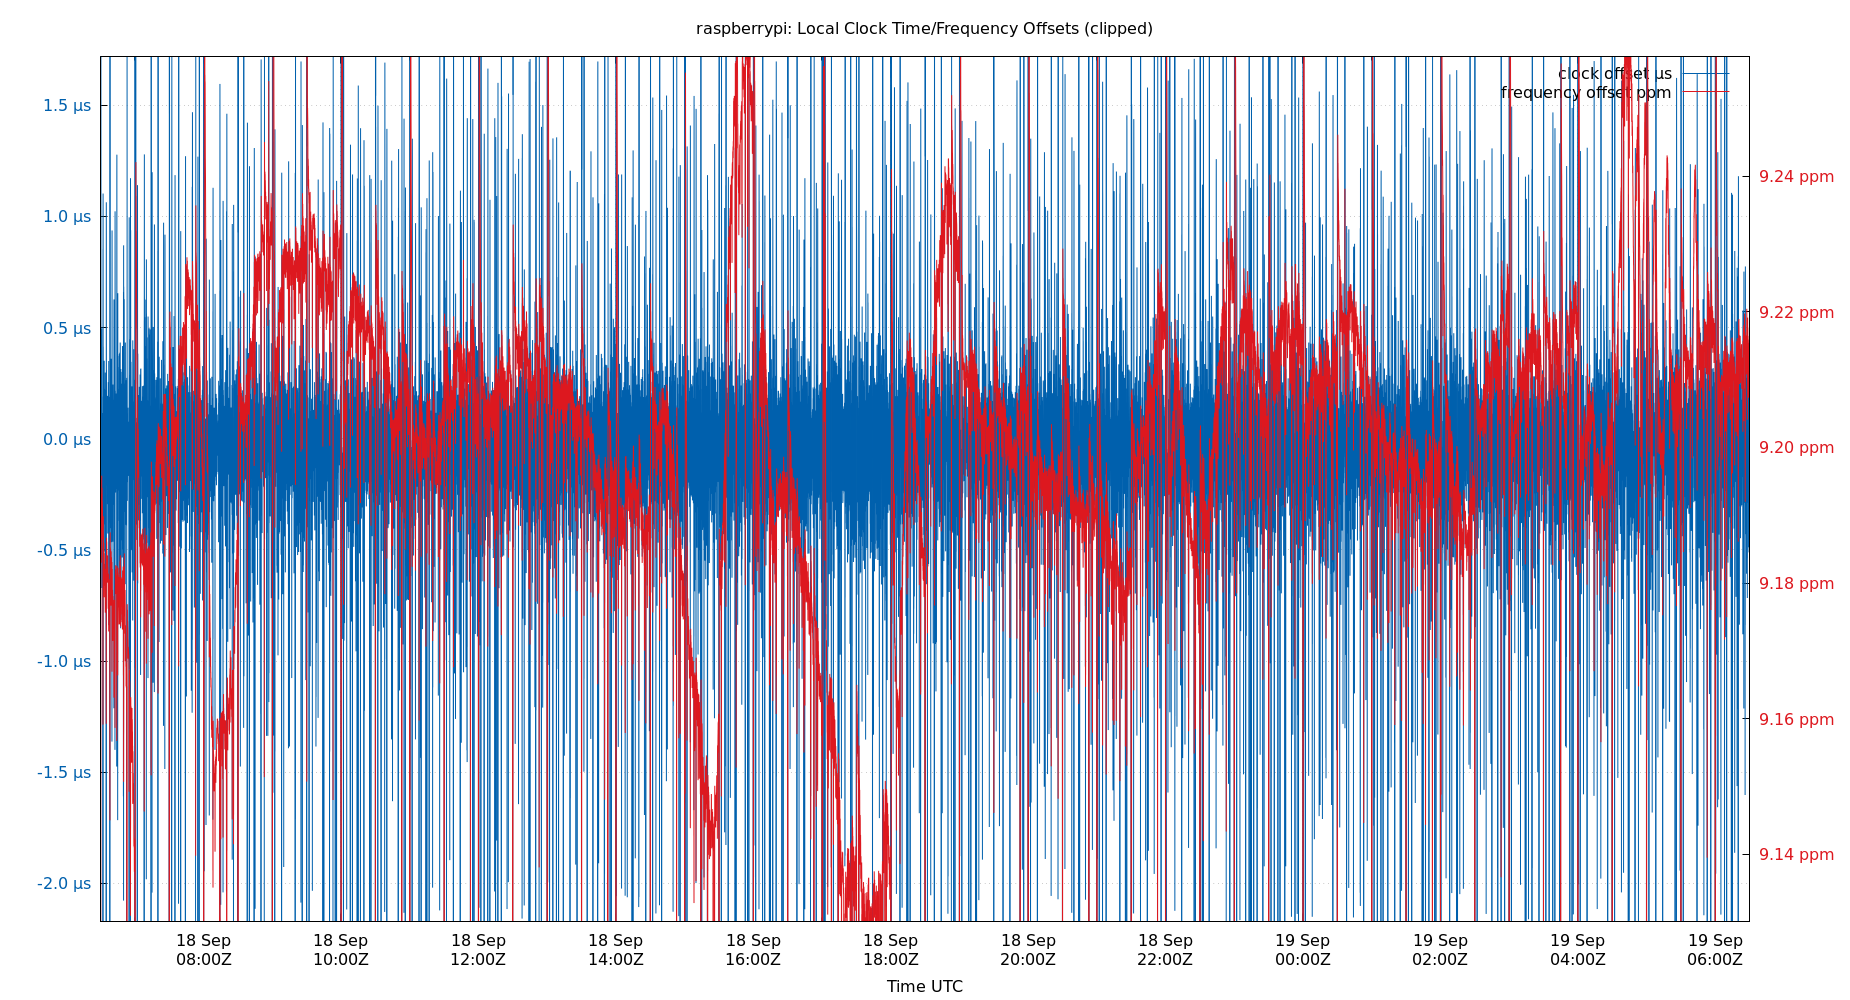 raspberrypi: Local Clock Time/Frequency Offsets (clipped)
clock offset µs
frequency offset ppm
1.5 µs
1.0 µs
0.5 µs
0.0 µs
-0.5 µs
-1.0 µs
-1.5 µs
-2.0 µs
9.24 ppm
9.22 ppm
9.20 ppm
9.18 ppm
9.16 ppm
9.14 ppm
18 Sep 18 Sep 18 Sep 18 Sep 18 Sep 18 Sep 18 Sep 18 Sep 19 Sep 19 Sep 19 Sep 19 Sep
08:00Z 10:00Z 12:00Z 14:00Z 16:00Z 18:00Z 20:00Z 22:00Z 00:00Z 02:00Z 04:00Z 06:00Z
Time UTC